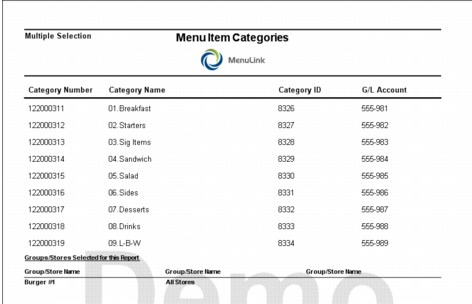 Multiple Selection
Menu Item Categories
MenuLink
Category Number Category Name Category ID G/L Account
122000311 01.Breakfast 8326 555-981
122000312 02.Starters 8327 555-982
122000313 03.Sig Items 8328 555-983
122000314 04.Sandwich 8329 555-984
122000315 05.Salad 8330 555-985
122000316 06.Sides 8331 555-986
122000317 07.Desserts 8332 555-987
122000318 08.Drinks 8333 555-988
122000319 09.L-B-W 8334 555-989
Groups/Stores Selected for this Report
Group/Store Name Group/Store Name Group/Store Name
Burger #1 All Stores
Demo